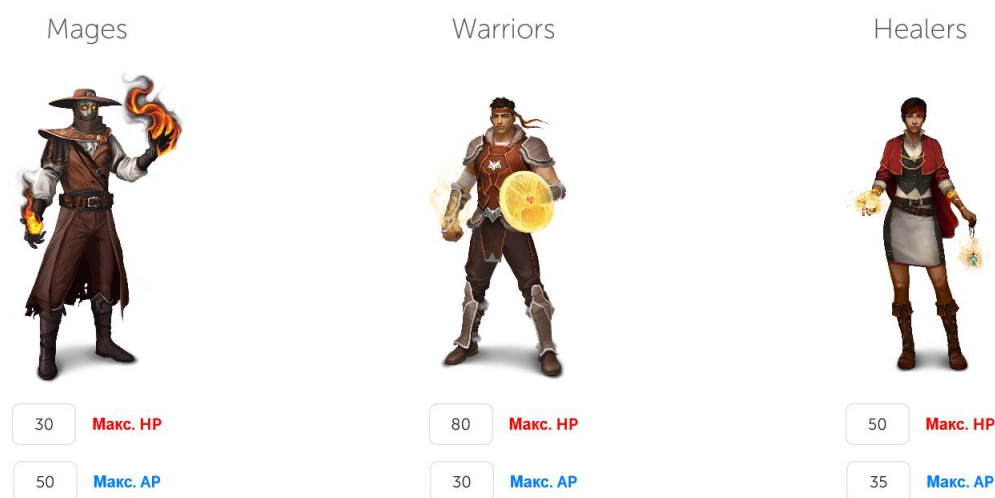 Mages
Warriors
Healers
30 Макс. HP
80 Макс. HP
50 Макс. HP
50 Макс. AP
30 Макс. AP
35 Макс. AP